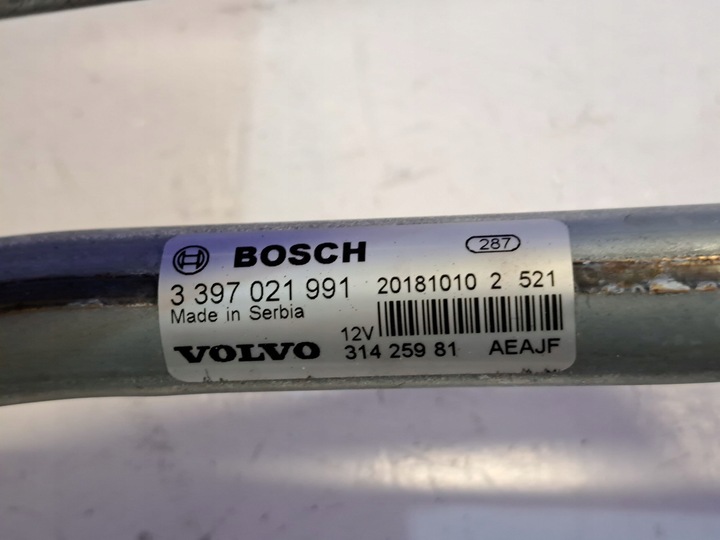 BOSCH 287
3 397 021 991 20181010 2 521
Made in Serbia 12V
VOLVO 314 259 81 AEAJF